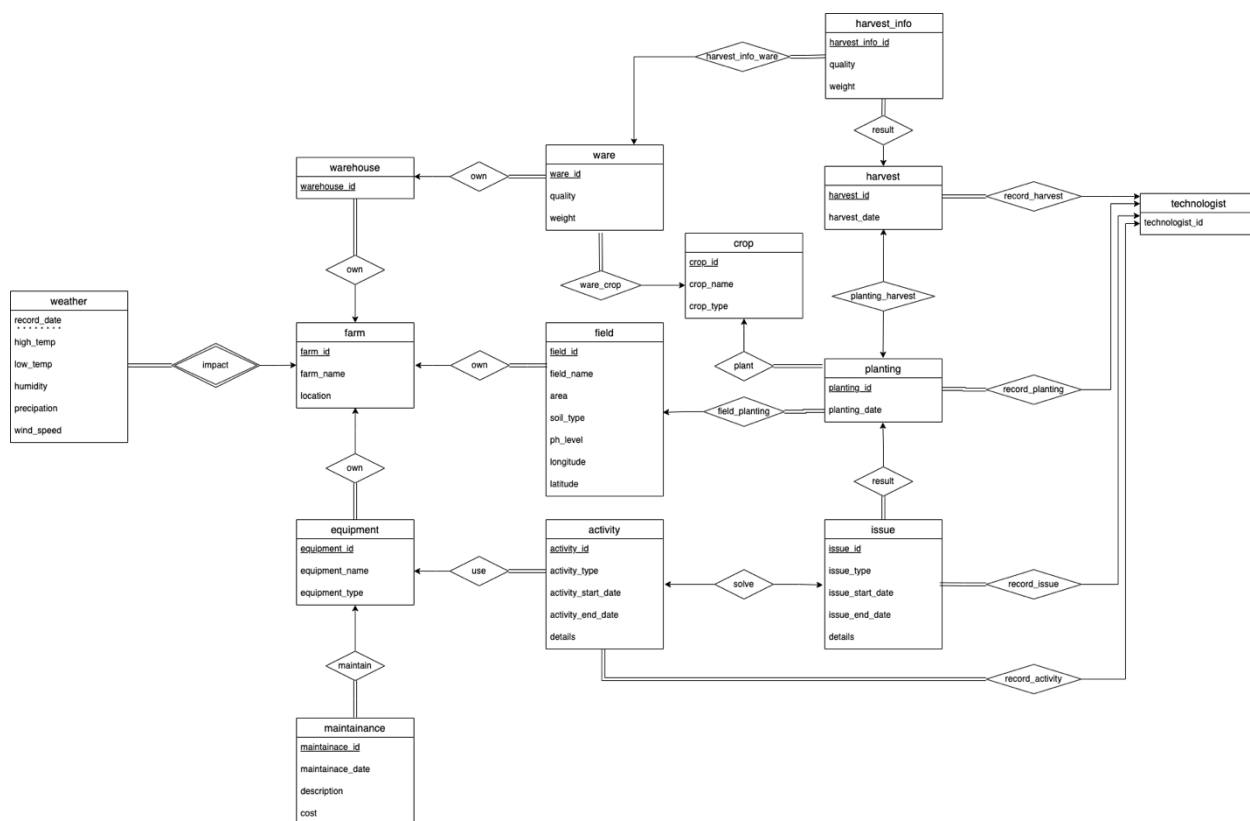 harvest_info
harvest_info_id
quality
weight
harvest_info_ware
result
warehouse
warehouse_id
own
ware
ware_id
quality
weight
harvest
harvest_id
harvest_date
record_harvest
technologist
technologist_id
own
ware_crop
crop
crop_id
crop_name
crop_type
planting_harvest
weather
record_date
high_temp
low_temp
humidity
precipation
wind_speed
impact
farm
farm_id
farm_name
location
own
field
field_id
field_name
area
soil_type
ph_level
longitude
latitude
plant
field_planting
planting
planting_id
planting_date
record_planting
own
result
equipment
equipment_id
equipment_name
equipment_type
use
activity
activity_id
activity_type
activity_start_date
activity_end_date
details
solve
issue
issue_id
issue_type
issue_start_date
issue_end_date
details
record_issue
maintain
record_activity
maintainance
maintainace_id
maintainace_date
description
cost